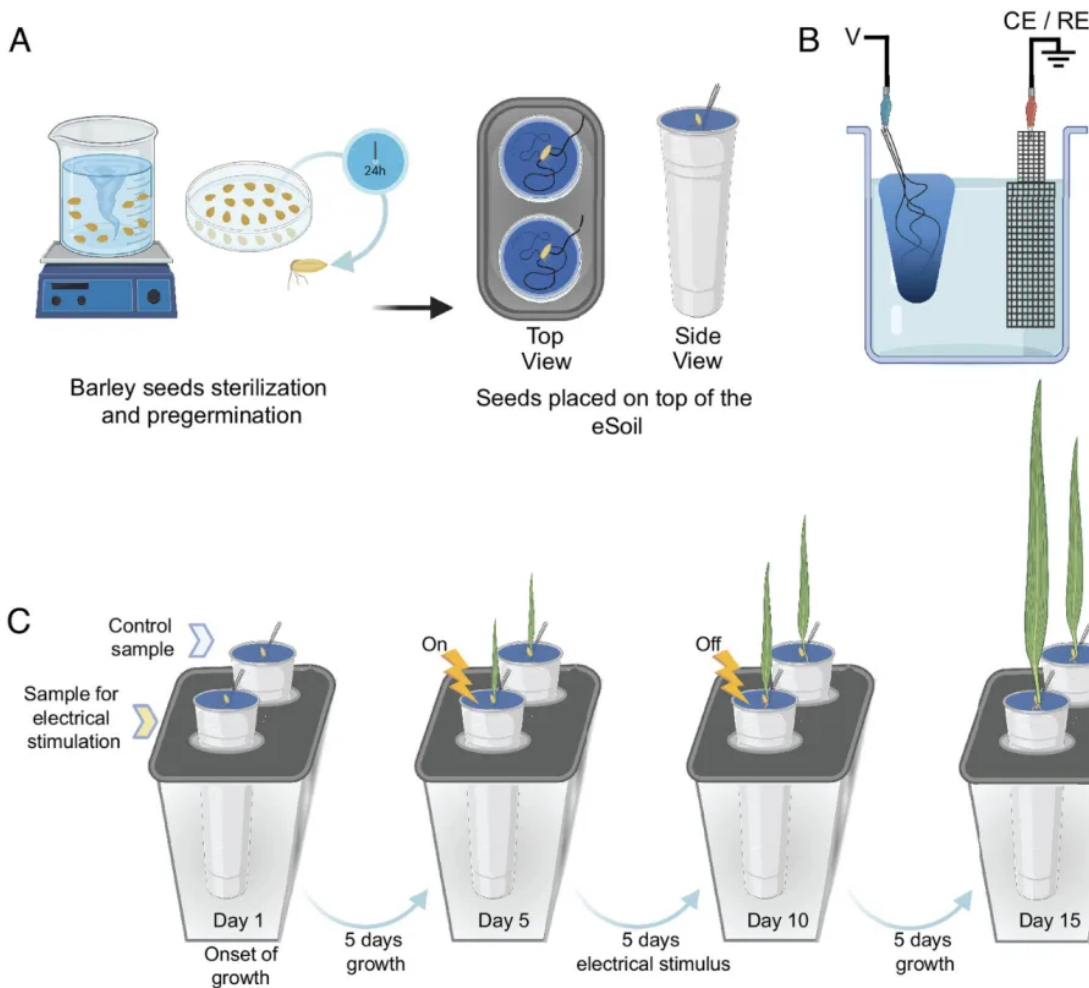 A
24h
Barley seeds sterilization
and pregermination
Top
View
Side
View
Seeds placed on top of the
eSoil
B
V
CE / RE
C
Control
sample
Sample for
electrical
stimulation
On
Off
Day 1
Onset of
growth
5 days
growth
Day 5
5 days
electrical stimulus
Day 10
5 days
growth
Day 15